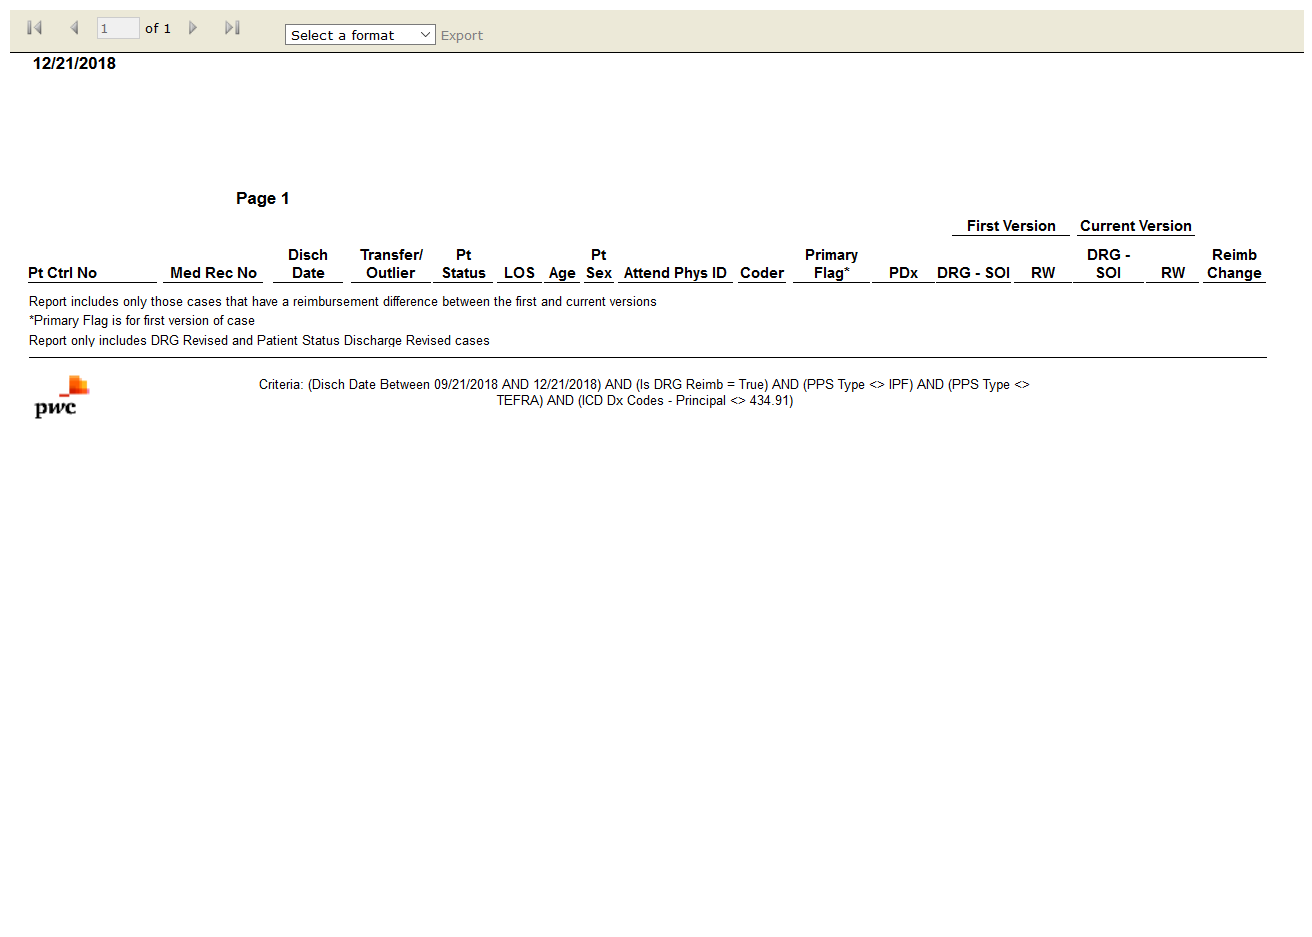 1 of 1 Select a format Export
12/21/2018
Page 1
First Version Current Version
Disch Transfer/ Pt Pt Primary DRG - Reimb
Pt Ctrl No Med Rec No Date Outlier Status LOS Age Sex Attend Phys ID Coder Flag* PDx DRG - SOI RW SOI RW Change
Report includes only those cases that have a reimbursement difference between the first and current versions
*Primary Flag is for first version of case
Report only includes DRG Revised and Patient Status Discharge Revised cases
pwc
Criteria: (Disch Date Between 09/21/2018 AND 12/21/2018) AND (Is DRG Reimb = True) AND (PPS Type <> IPF) AND (PPS Type <>
TEFRA) AND (ICD Dx Codes - Principal <> 434.91)